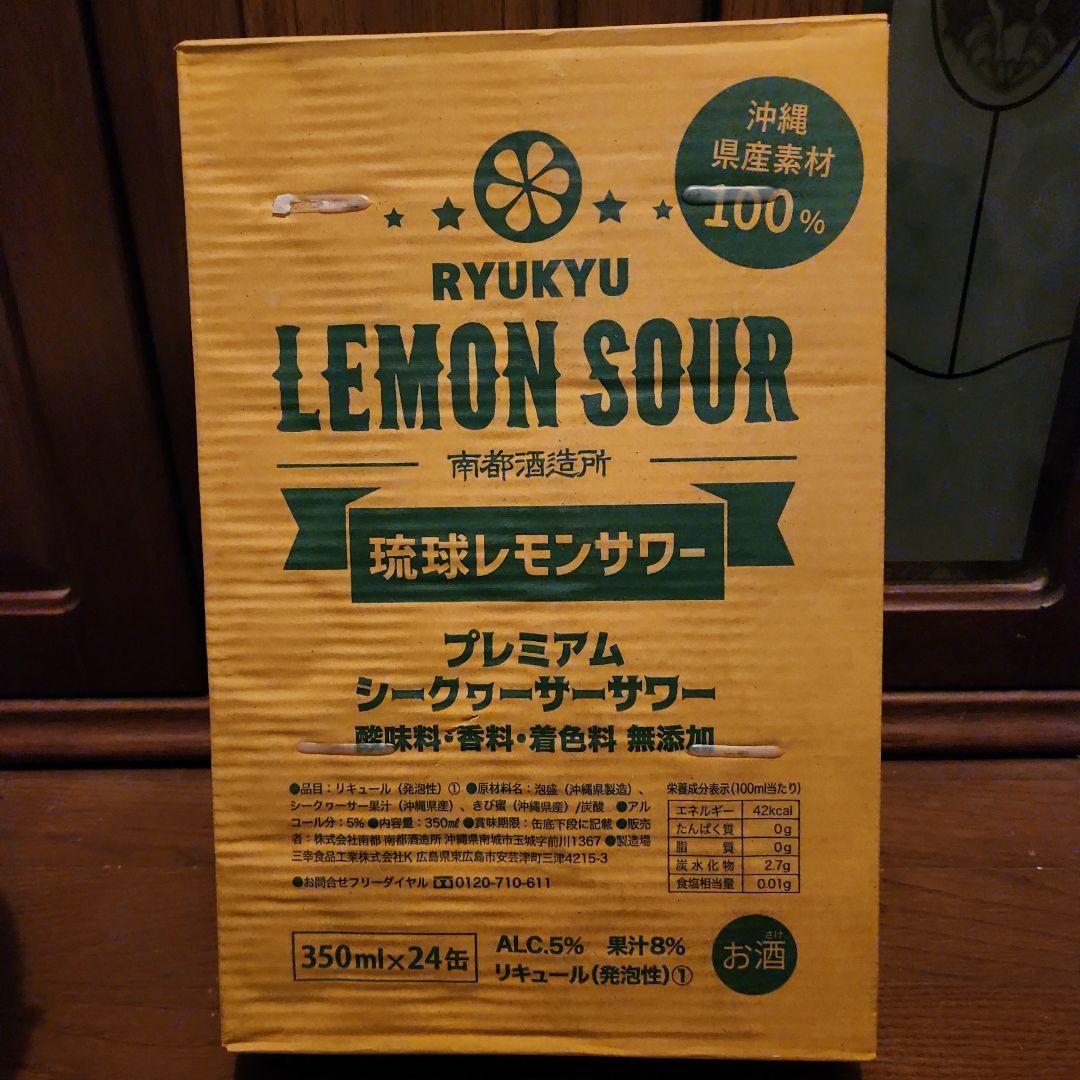 沖縄
県産素材
100%
RYUKYU
LEMON SOUR
南都酒造所
琉球レモンサワー
プレミアム
シークヮーサーサワー
酸味料・香料・着色料 無添加
●品目：リキュール（発泡性）① ●原材料名：泡盛（沖縄県製造）、
シークヮーサー果汁（沖縄県産）、きび蜜（沖縄県産）/炭酸 ●アル
コール分：5% ●内容量：350㎖ ●賞味期限：缶底下段に記載 ●販売
者：株式会社南都 南都酒造所 沖縄県南城市玉城字前川1367 ●製造場
三幸食品工業株式会社K 広島県東広島市安芸津町三津4215-3
●お問合せフリーダイヤル 0120-710-611
栄養成分表示(100ml当たり)
エネルギー 42kcal
たんぱく質 0g
脂質 0g
炭水化物 2.7g
食塩相当量 0.01g
350ml×24缶
ALC.5% 果汁8%
リキュール(発泡性)①
さけ
お酒